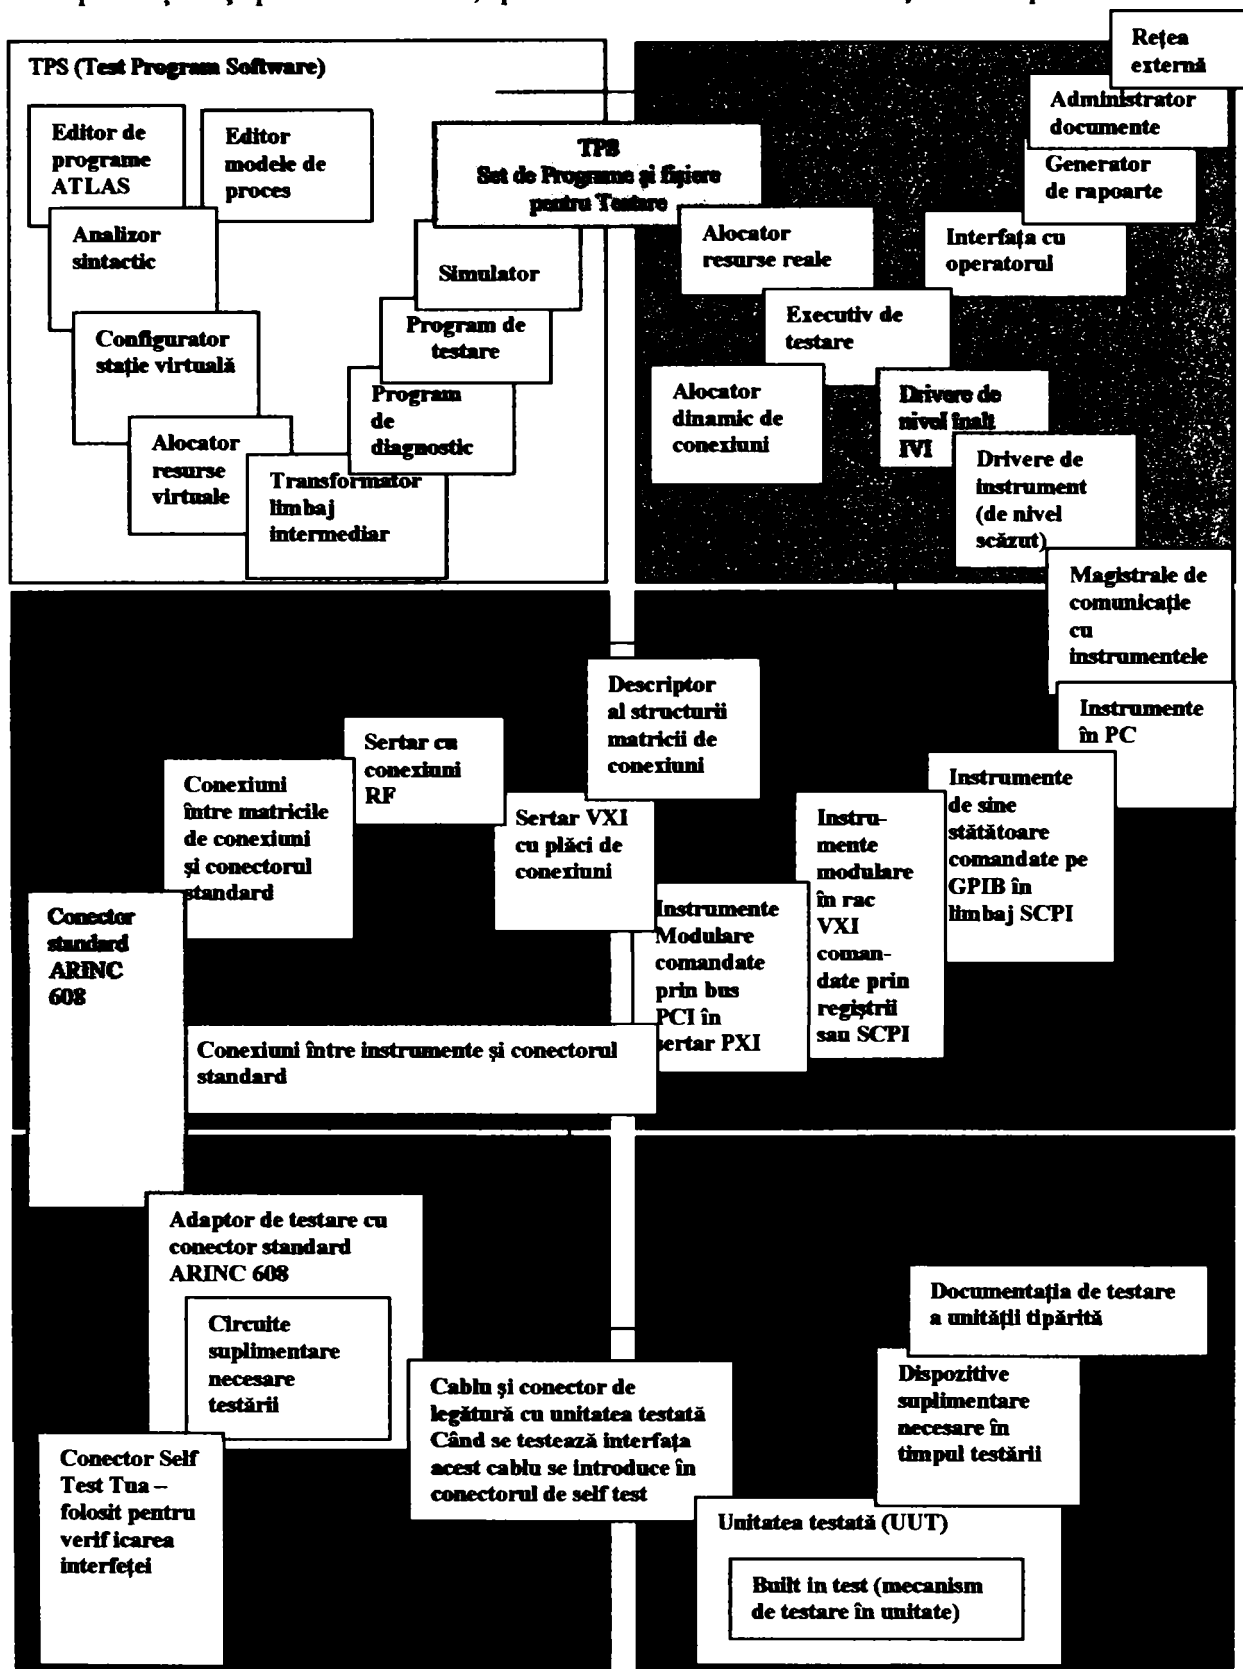 Rețea
externă
TPS (Test Program Software)
Administrator
documente
Editor de
programe
ATLAS
Editor
modele de
proces
TPS
Set de Programe și fișiere
pentru Testare
Generator
de rapoarte
Analizor
sintactic
Simulator
Alocator
resurse reale
Interfața cu
operatorul
Configurator
stație virtuală
Program de
testare
Executiv de
testare
Alocator
resurse
virtuale
Program
de
diagnostic
Transformator
limbaj
intermediar
Alocator
dinamic de
conexiuni
Drivere de
nivel înalt
IVI
Drivere de
instrument
(de nivel
scăzut)
Magistrale de
comunicație
cu
instrumentele
Descriptor
al structurii
matricii de
conexiuni
Instrumente
în PC
Sertar cu
conexiuni
RF
Conexiuni
între matricile
de conexiuni
și conectorul
standard
Sertar VXI
cu plăci de
conexiuni
Instru-
mente
modulare
în rac
VXI
coman-
date prin
regiștrii
sau SCPI
Instrumente
de sine
stătătoare
comandate pe
GPIB în
limbaj SCPI
Conector
standard
ARINC
608
Instrumente
Modulare
comandate
prin bus
PCI în
sertar PXI
Conexiuni între instrumente și conectorul
standard
Adaptor de testare cu
conector standard
ARINC 608
Circuite
suplimentare
necesare
testării
Documentația de testare
a unității tipărită
Cablu și conector de
legătură cu unitatea testată
Când se testează interfața
acest cablu se introduce în
conectorul de self test
Dispozitive
suplimentare
necesare în
timpul testării
Conector Self
Test Tua –
folosit pentru
verif icarea
interfeței
Unitatea testată (UUT)
Built in test (mecanism
de testare în unitate)